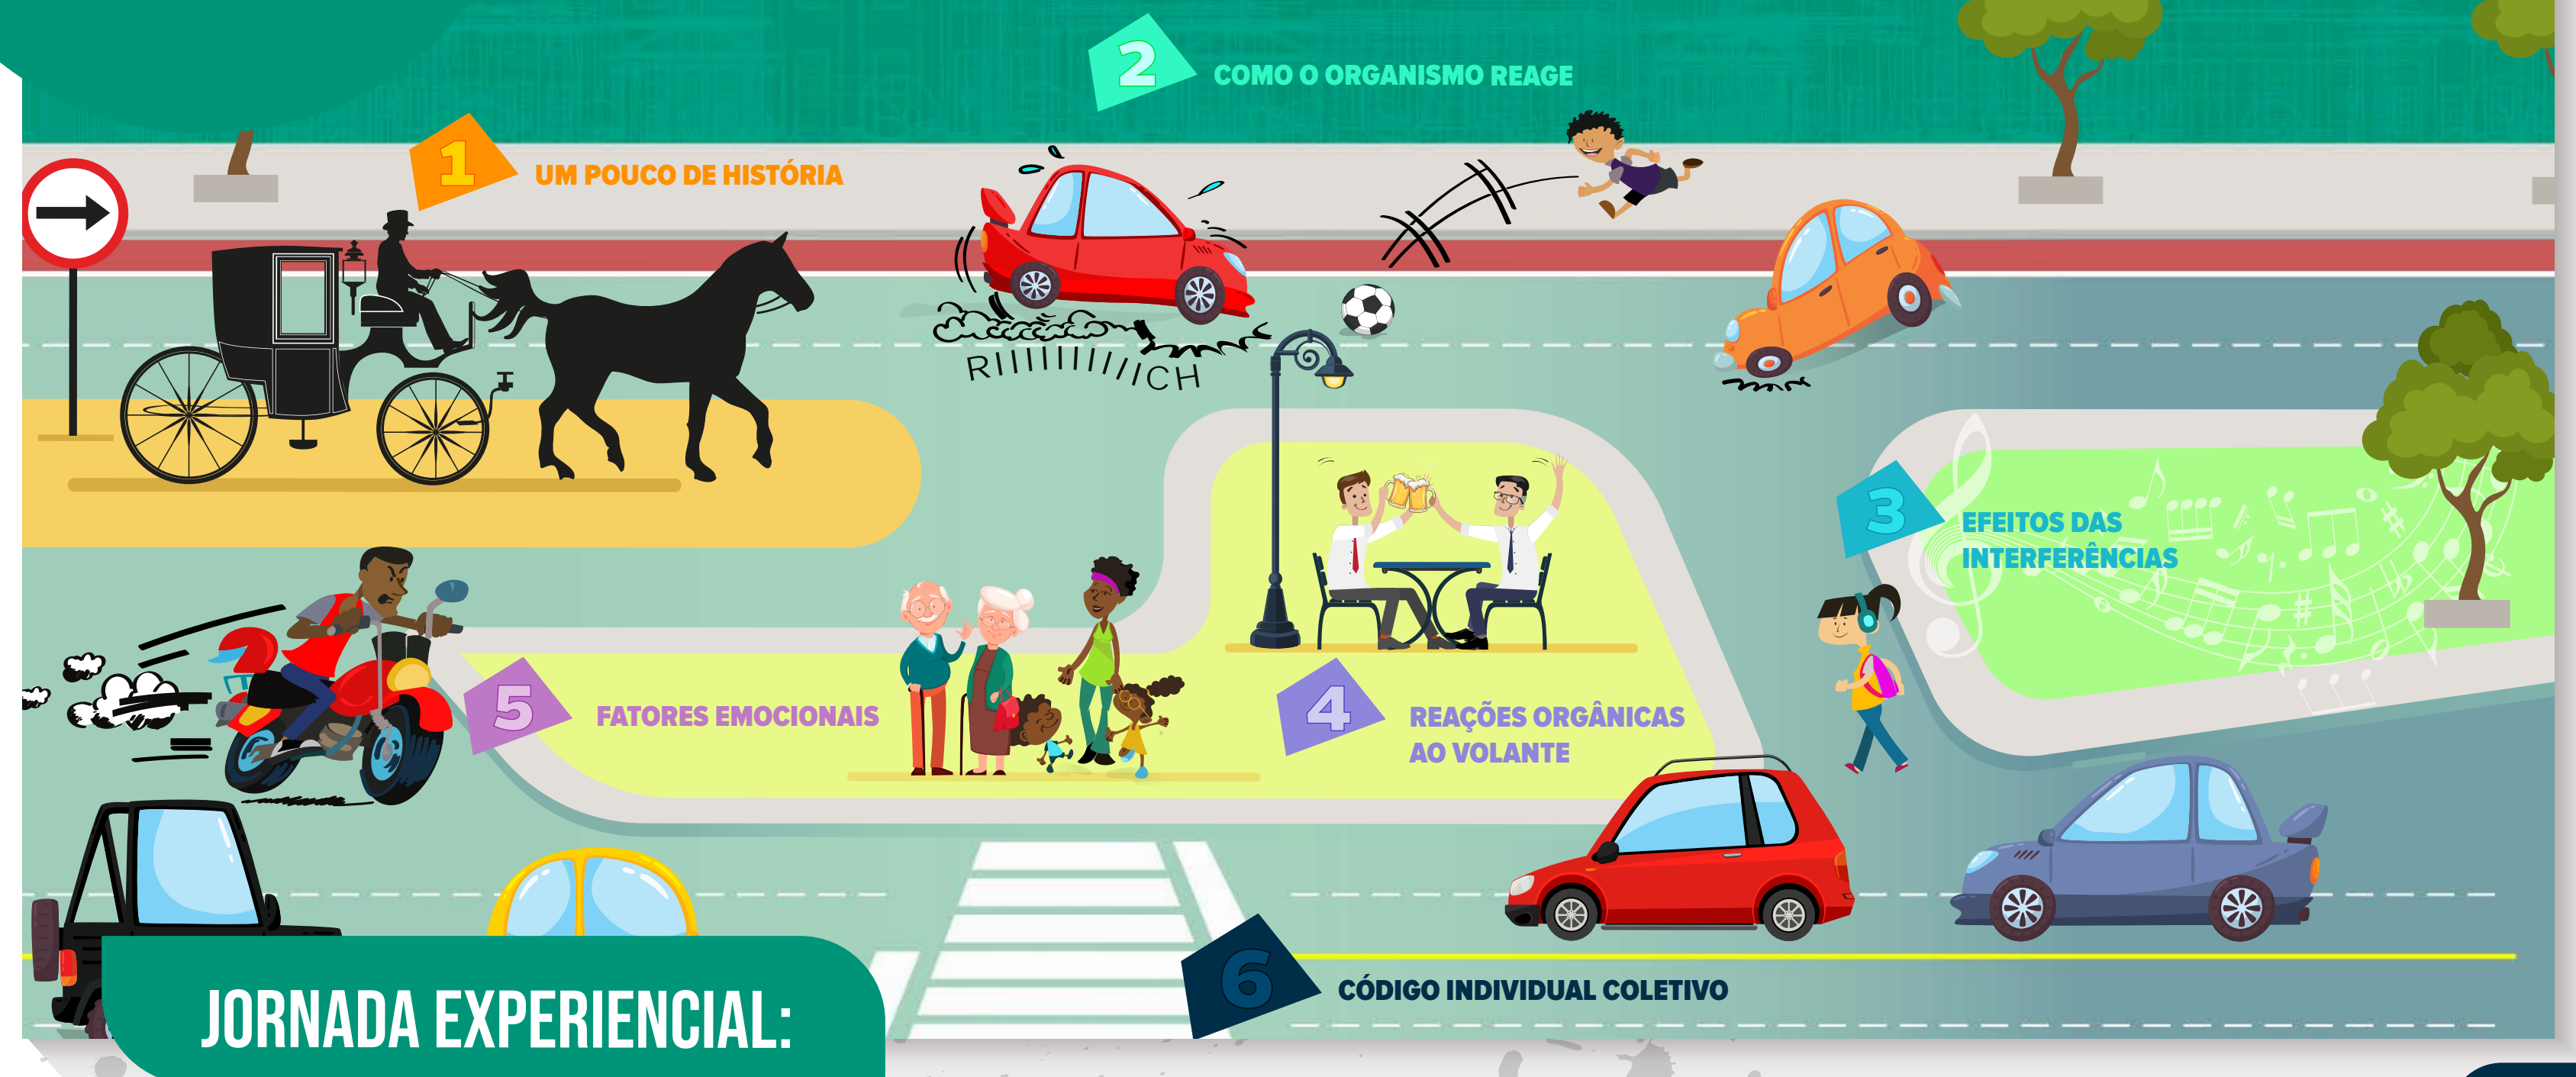 1
UM POUCO DE HISTÓRIA
2
COMO O ORGANISMO REAGE
RIIIIIIIIICH
3
EFEITOS DAS
INTERFERÊNCIAS
4
REAÇÕES ORGÂNICAS
AO VOLANTE
5
FATORES EMOCIONAIS
6
CÓDIGO INDIVIDUAL COLETIVO
JORNADA EXPERIENCIAL: